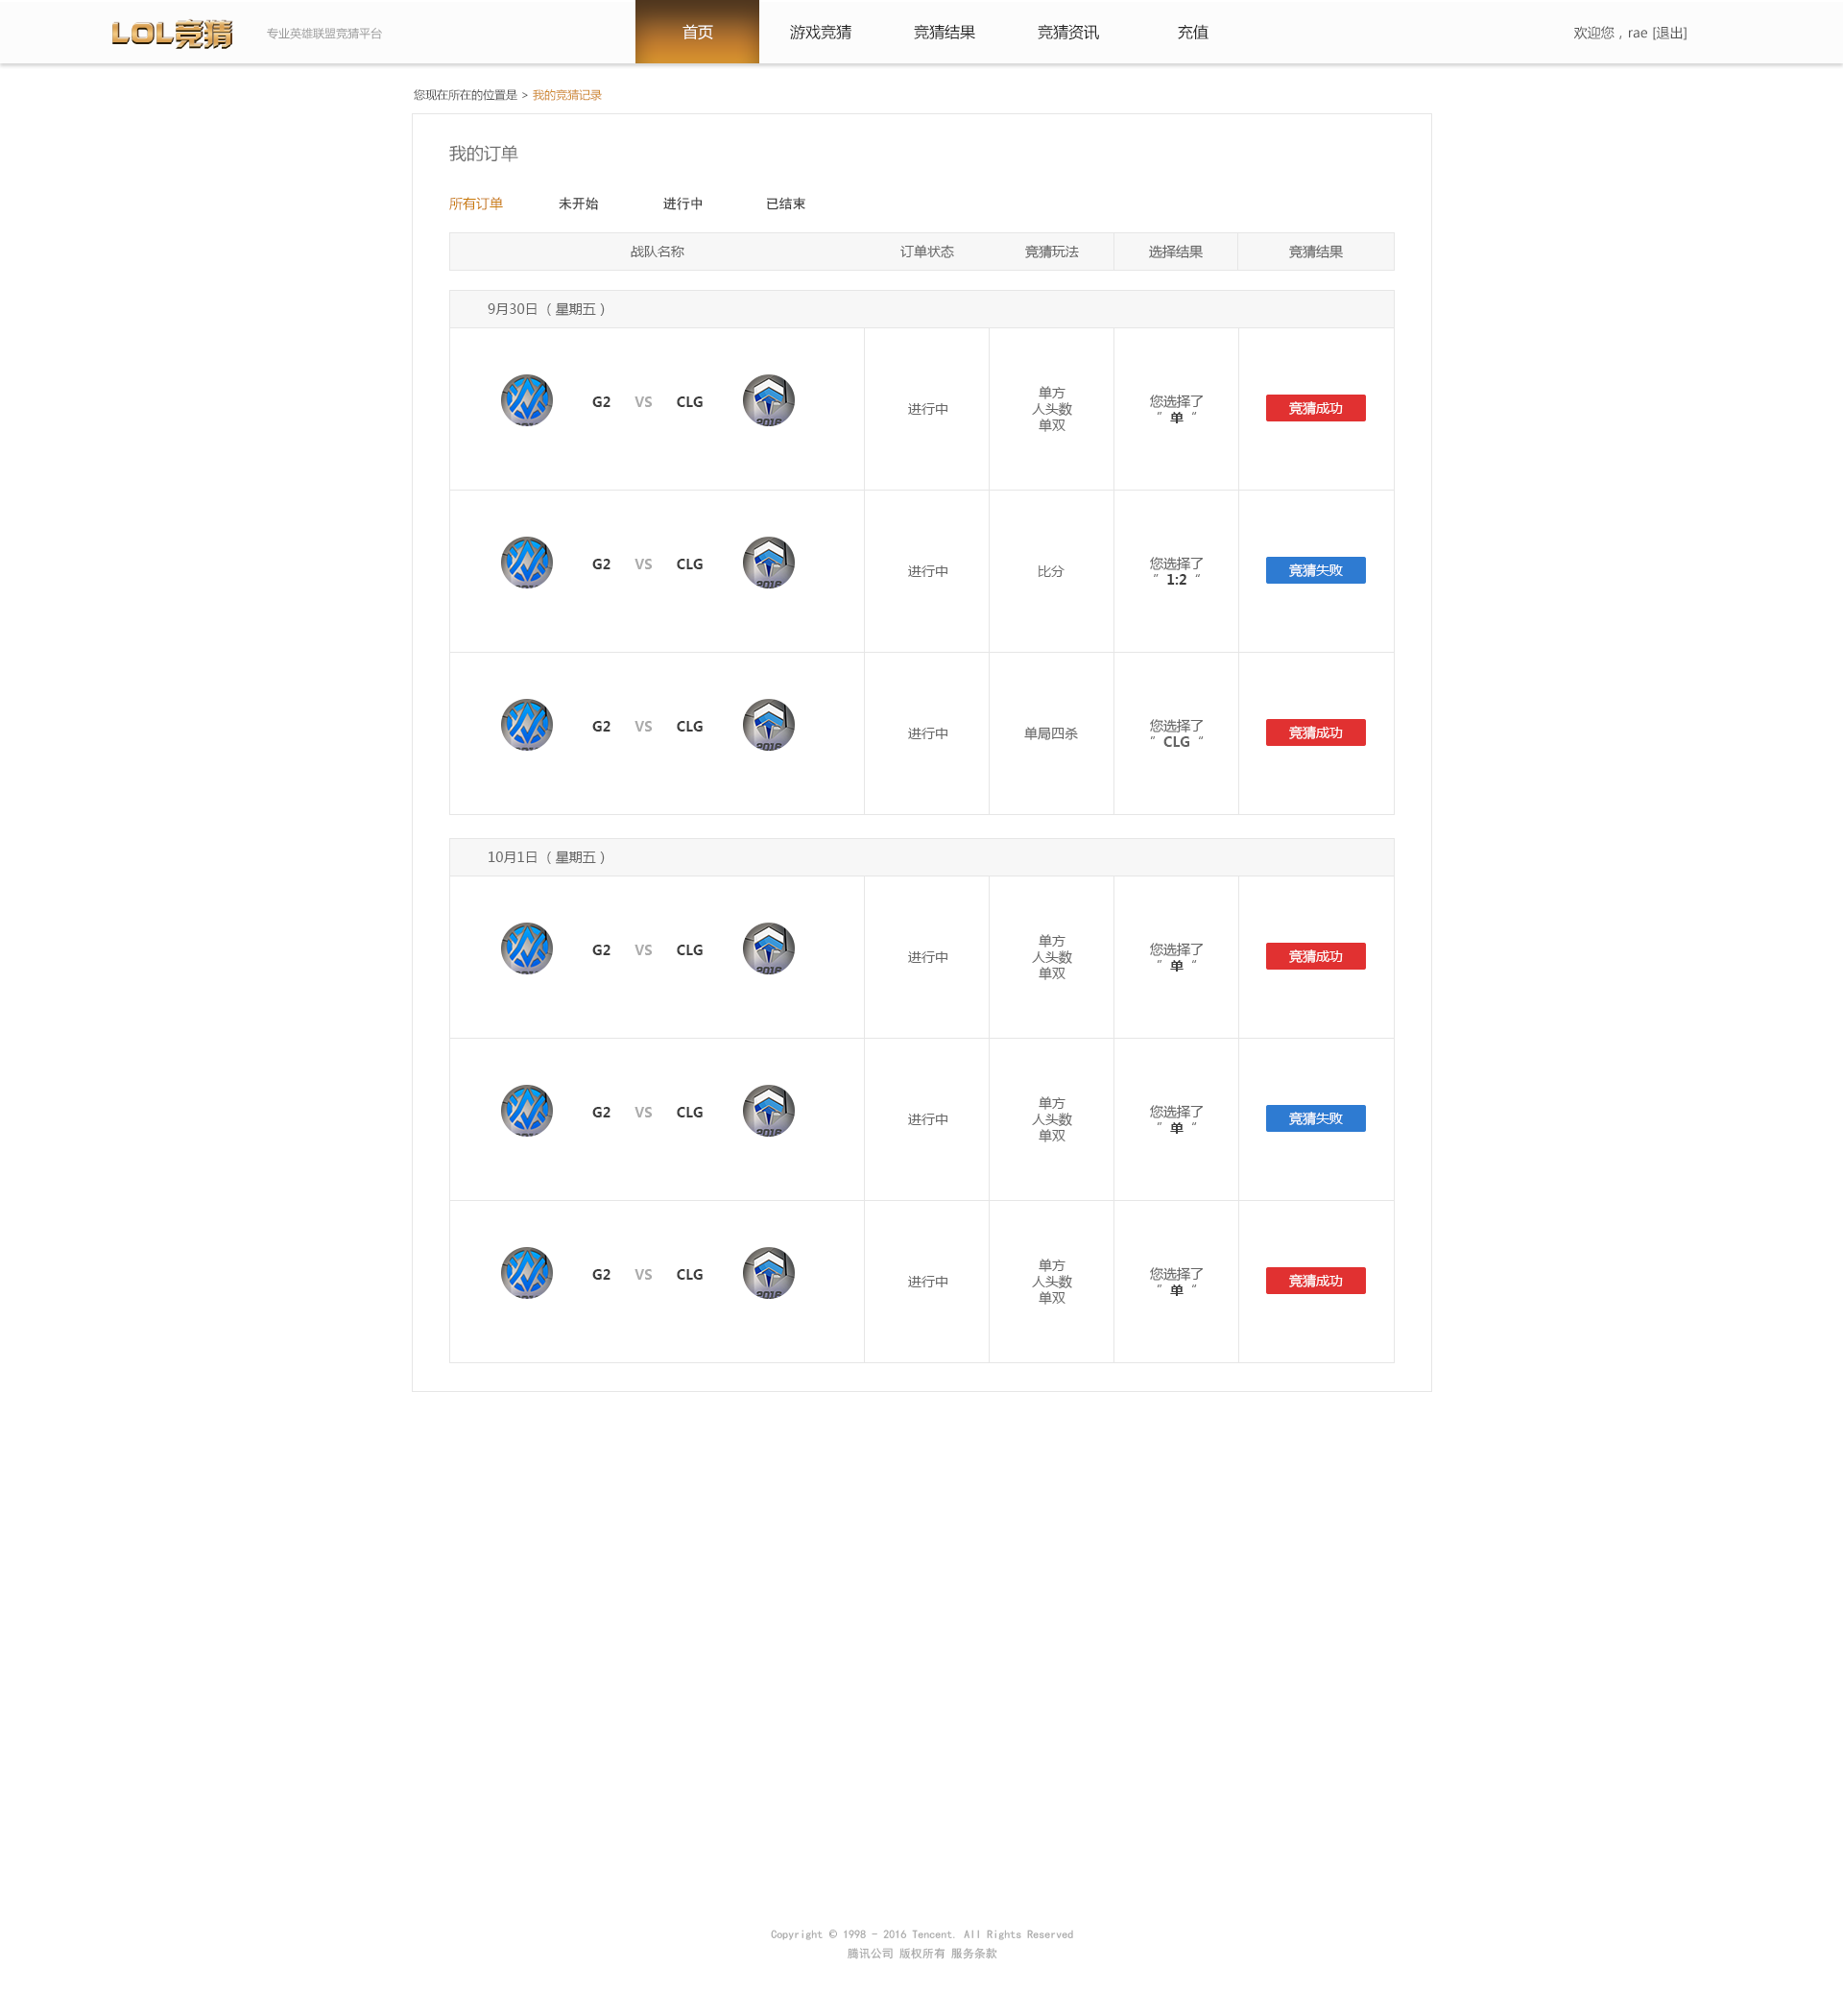 LOL竞猜
专业英雄联盟竞猜平台
首页 游戏竞猜 竞猜结果 竞猜资讯 充值
欢迎您，rae [退出]
您现在所在的位置是 > 我的竞猜记录
我的订单
所有订单 未开始 进行中 已结束
战队名称 订单状态 竞猜玩法 选择结果 竞猜结果
9月30日（星期五）
G2 VS CLG
2016
进行中
单方
人头数
单双
您选择了
” 单 “
竞猜成功
G2 VS CLG
2016
进行中
比分
您选择了
” 1:2 “
竞猜失败
G2 VS CLG
2016
进行中
单局四杀
您选择了
” CLG “
竞猜成功
10月1日（星期五）
G2 VS CLG
2016
进行中
单方
人头数
单双
您选择了
” 单 “
竞猜成功
G2 VS CLG
2016
进行中
单方
人头数
单双
您选择了
” 单 “
竞猜失败
G2 VS CLG
2016
进行中
单方
人头数
单双
您选择了
” 单 “
竞猜成功
Copyright © 1998 - 2016 Tencent. All Rights Reserved
腾讯公司 版权所有 服务条款